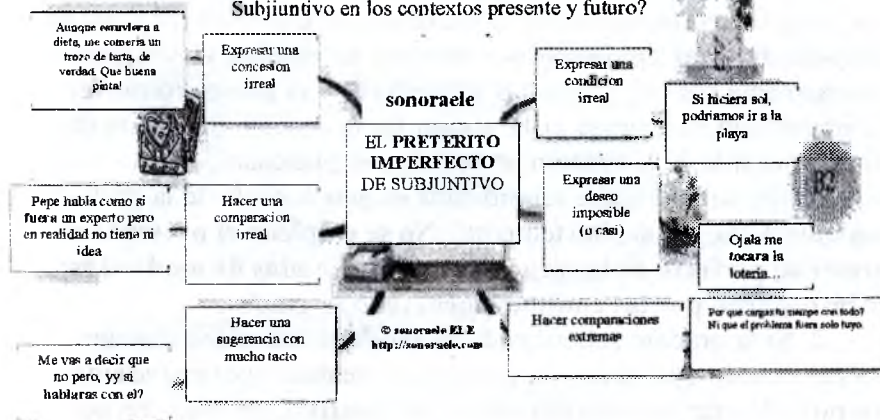 Subjiuntivo en los contextos presente y futuro?
Aunque estuviera a
dieta, me comería un
trozo de tarta, de
verdad. Que buena
pinta!
Expresar una
concesion
irreal
sonoraele
EL PRETERITO
IMPERFECTO
DE SUBJUNTIVO
Expresar una
condicion
irreal
Si hiciera sol,
podriamos ir a la
playa
B2
Pepe habla como si
fuera un experto pero
en realidad no tiene ni
idea
Hacer una
comparacion
irreal
Expresar una
deseo
imposible
(o casi)
Ojala me
tocara la
loteria...
Me vas a decir que
no pero, yy si
hablaras con el?
Hacer una
sugerencia con
mucho tacto
© sonoraele ELE
http://sonoraele.com
Hacer comparaciones
extremas
Por que cargas tu siempre con todo?
Ni que el problema fuera solo tuyo.